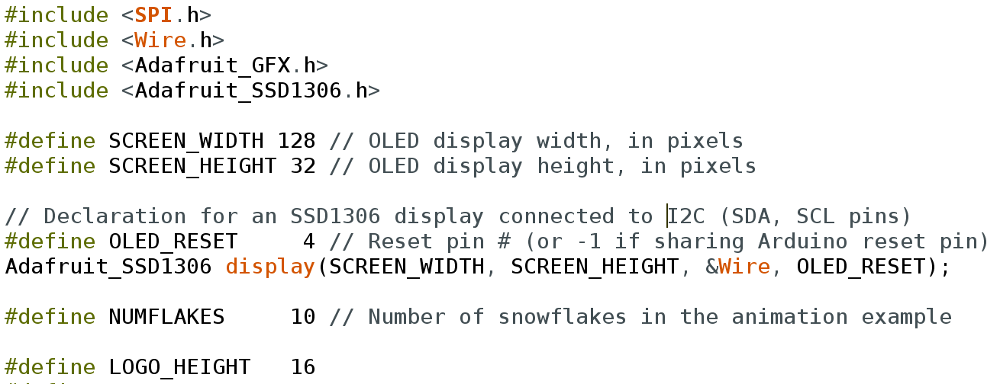 #include <SPI.h>
#include <Wire.h>
#include <Adafruit_GFX.h>
#include <Adafruit_SSD1306.h>
#define SCREEN_WIDTH 128 // OLED display width, in pixels
#define SCREEN_HEIGHT 32 // OLED display height, in pixels
// Declaration for an SSD1306 display connected to I2C (SDA, SCL pins)
#define OLED_RESET     4 // Reset pin # (or -1 if sharing Arduino reset pin)
Adafruit_SSD1306 display(SCREEN_WIDTH, SCREEN_HEIGHT, &Wire, OLED_RESET);
#define NUMFLAKES     10 // Number of snowflakes in the animation example
#define LOGO_HEIGHT   16